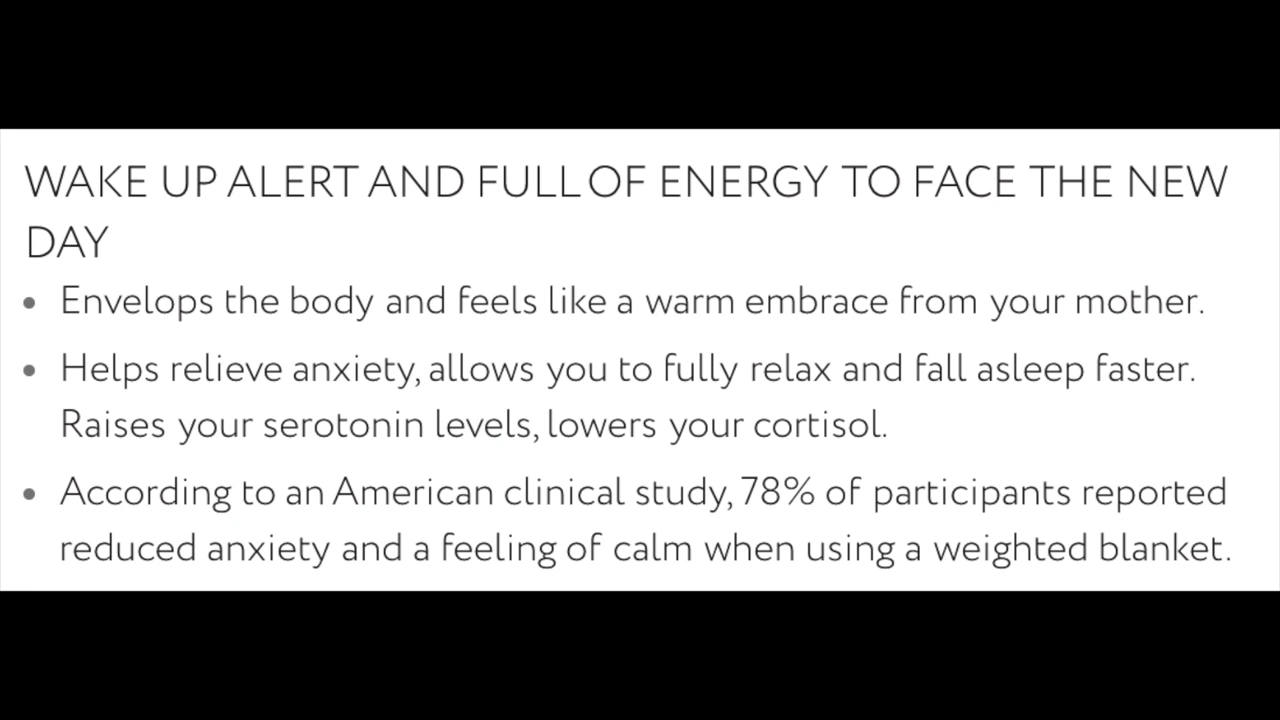 WAKE UP ALERT AND FULL OF ENERGY TO FACE THE NEW
DAY
• Envelops the body and feels like a warm embrace from your mother.
• Helps relieve anxiety, allows you to fully relax and fall asleep faster.
Raises your serotonin levels, lowers your cortisol.
• According to an American clinical study, 78% of participants reported
reduced anxiety and a feeling of calm when using a weighted blanket.